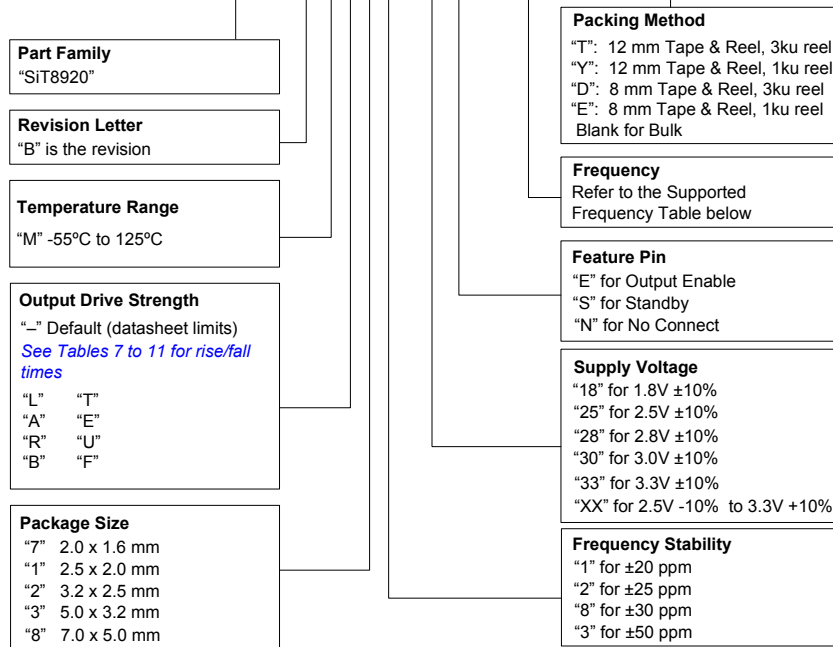 Part Family
“SiT8920”
Revision Letter
“B” is the revision
Temperature Range
“M” -55ºC to 125ºC
Output Drive Strength
“–” Default (datasheet limits)
See Tables 7 to 11 for rise/fall
times
“L” “T”
“A” “E”
“R” “U”
“B” “F”
Package Size
“7” 2.0 x 1.6 mm
“1” 2.5 x 2.0 mm
“2” 3.2 x 2.5 mm
“3” 5.0 x 3.2 mm
“8” 7.0 x 5.0 mm
Packing Method
“T”: 12 mm Tape & Reel, 3ku reel
“Y”: 12 mm Tape & Reel, 1ku reel
“D”: 8 mm Tape & Reel, 3ku reel
“E”: 8 mm Tape & Reel, 1ku reel
Blank for Bulk
Frequency
Refer to the Supported
Frequency Table below
Feature Pin
“E” for Output Enable
“S” for Standby
“N” for No Connect
Supply Voltage
“18” for 1.8V ±10%
“25” for 2.5V ±10%
“28” for 2.8V ±10%
“30” for 3.0V ±10%
“33” for 3.3V ±10%
“XX” for 2.5V -10% to 3.3V +10%
Frequency Stability
“1” for ±20 ppm
“2” for ±25 ppm
“8” for ±30 ppm
“3” for ±50 ppm